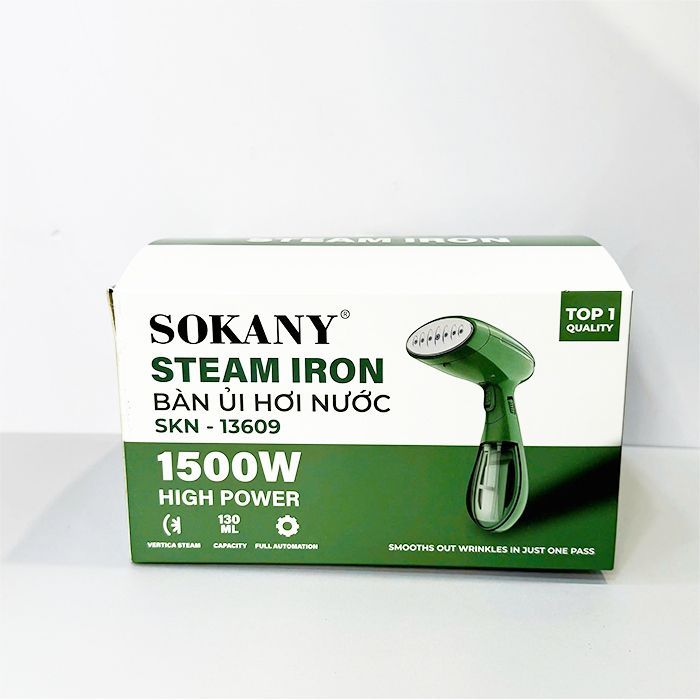 STEAM IRON
SOKANY®
STEAM IRON
BÀN ỦI HƠI NƯỚC
SKN - 13609
TOP 1
QUALITY
1500W
HIGH POWER
130
ML
VERTICA STEAM
CAPACITY
FULL AUTOMATION
SMOOTHS OUT WRINKLES IN JUST ONE PASS